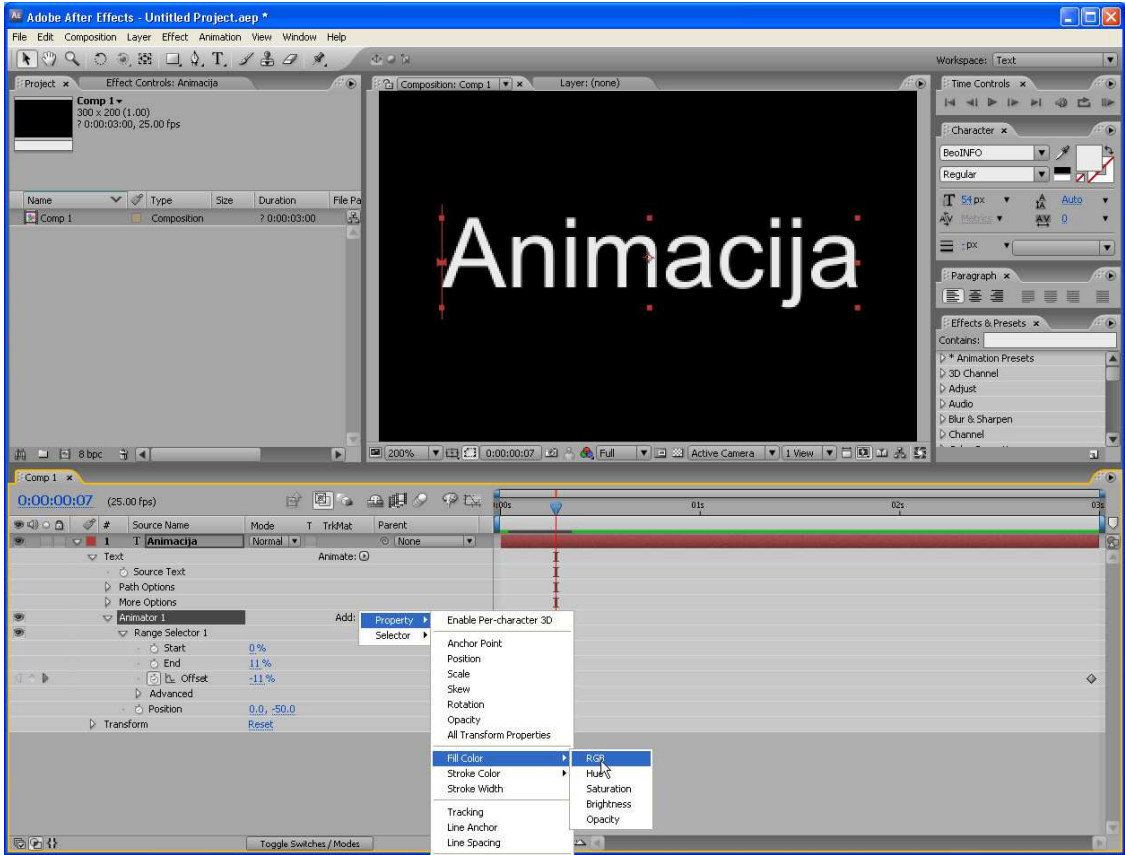 Adobe After Effects - Untitled Project.aep *
File Edit Composition Layer Effect Animation View Window Help
Workspace: Text
Project × Effect Controls: Animacija
Comp 1
300 x 200 (1.00)
? 0:00:03:00, 25.00 fps
Name Type Size Duration File Pa
Comp 1 Composition ? 0:00:03:00
8 bpc
Composition: Comp 1 × Layer: (none)
Animacija
200% 0:00:00:07 Full Active Camera 1 View
Time Controls ×
Character ×
BeoINFO
Regular
54 px Auto
Metrics 0
- px
Paragraph ×
Effects & Presets ×
Contains:
* Animation Presets
3D Channel
Adjust
Audio
Blur & Sharpen
Channel
Comp 1 ×
0:00:00:07 (25.00 fps)
01s 02s 03s
# Source Name Mode T TrkMat Parent
1 T Animacija Normal None
Text Animate:
Source Text
Path Options
More Options
Animator 1 Add:
Range Selector 1
Start 0%
End 11%
Offset -11%
Advanced
Position 0.0, -50.0
Transform Reset
Property
Selector
Enable Per-character 3D
Anchor Point
Position
Scale
Skew
Rotation
Opacity
All Transform Properties
Fill Color
Stroke Color
Stroke Width
Tracking
Line Anchor
Line Spacing
RGB
Hue
Saturation
Brightness
Opacity
Toggle Switches / Modes